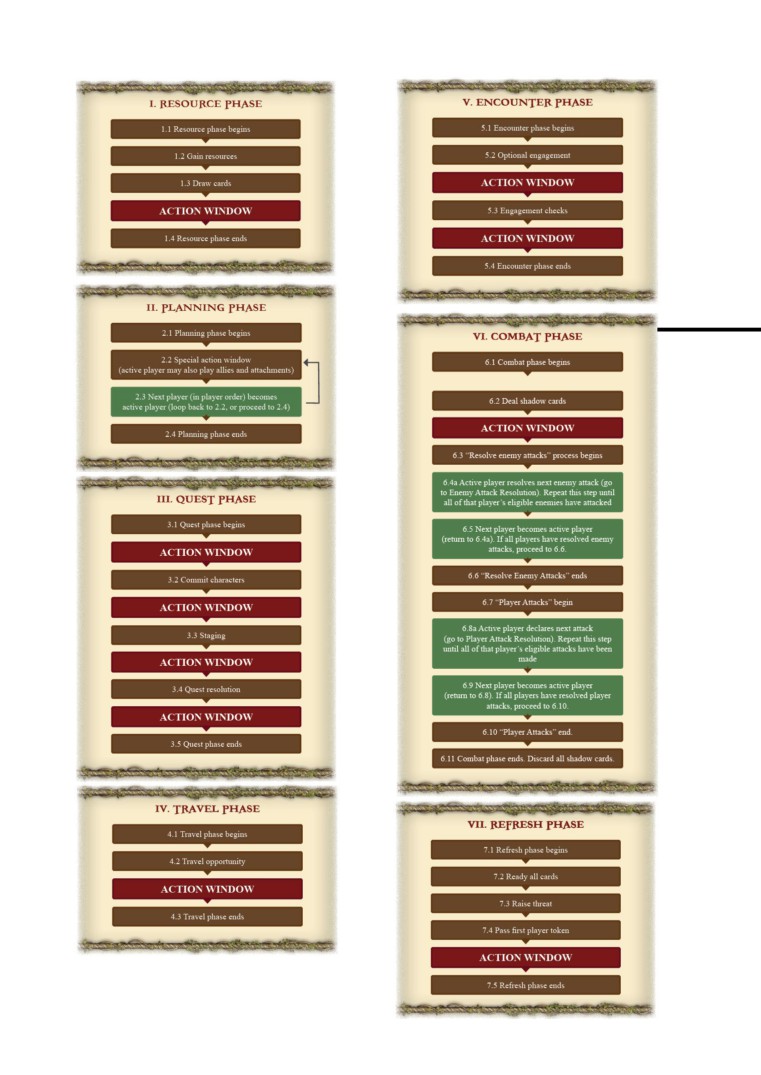 I. RESOURCE PHASE
1.1 Resource phase begins
1.2 Gain resources
1.3 Draw cards
ACTION WINDOW
1.4 Resource phase ends
II. PLANNING PHASE
2.1 Planning phase begins
2.2 Special action window
(active player may also play allies and attachments)
2.3 Next player (in player order) becomes
active player (loop back to 2.2, or proceed to 2.4)
2.4 Planning phase ends
III. QUEST PHASE
3.1 Quest phase begins
ACTION WINDOW
3.2 Commit characters
ACTION WINDOW
3.3 Staging
ACTION WINDOW
3.4 Quest resolution
ACTION WINDOW
3.5 Quest phase ends
IV. TRAVEL PHASE
4.1 Travel phase begins
4.2 Travel opportunity
ACTION WINDOW
4.3 Travel phase ends
V. ENCOUNTER PHASE
5.1 Encounter phase begins
5.2 Optional engagement
ACTION WINDOW
5.3 Engagement checks
ACTION WINDOW
5.4 Encounter phase ends
VI. COMBAT PHASE
6.1 Combat phase begins
6.2 Deal shadow cards
ACTION WINDOW
6.3 “Resolve enemy attacks” process begins
6.4a Active player resolves next enemy attack (go
to Enemy Attack Resolution). Repeat this step until
all of that player’s eligible enemies have attacked
6.5 Next player becomes active player
(return to 6.4a). If all players have resolved enemy
attacks, proceed to 6.6.
6.6 “Resolve Enemy Attacks” ends
6.7 “Player Attacks” begin
6.8a Active player declares next attack
(go to Player Attack Resolution). Repeat this step
until all of that player’s eligible attacks have been
made
6.9 Next player becomes active player
(return to 6.8). If all players have resolved player
attacks, proceed to 6.10.
6.10 “Player Attacks” end.
6.11 Combat phase ends. Discard all shadow cards.
VII. REFRESH PHASE
7.1 Refresh phase begins
7.2 Ready all cards
7.3 Raise threat
7.4 Pass first player token
ACTION WINDOW
7.5 Refresh phase ends